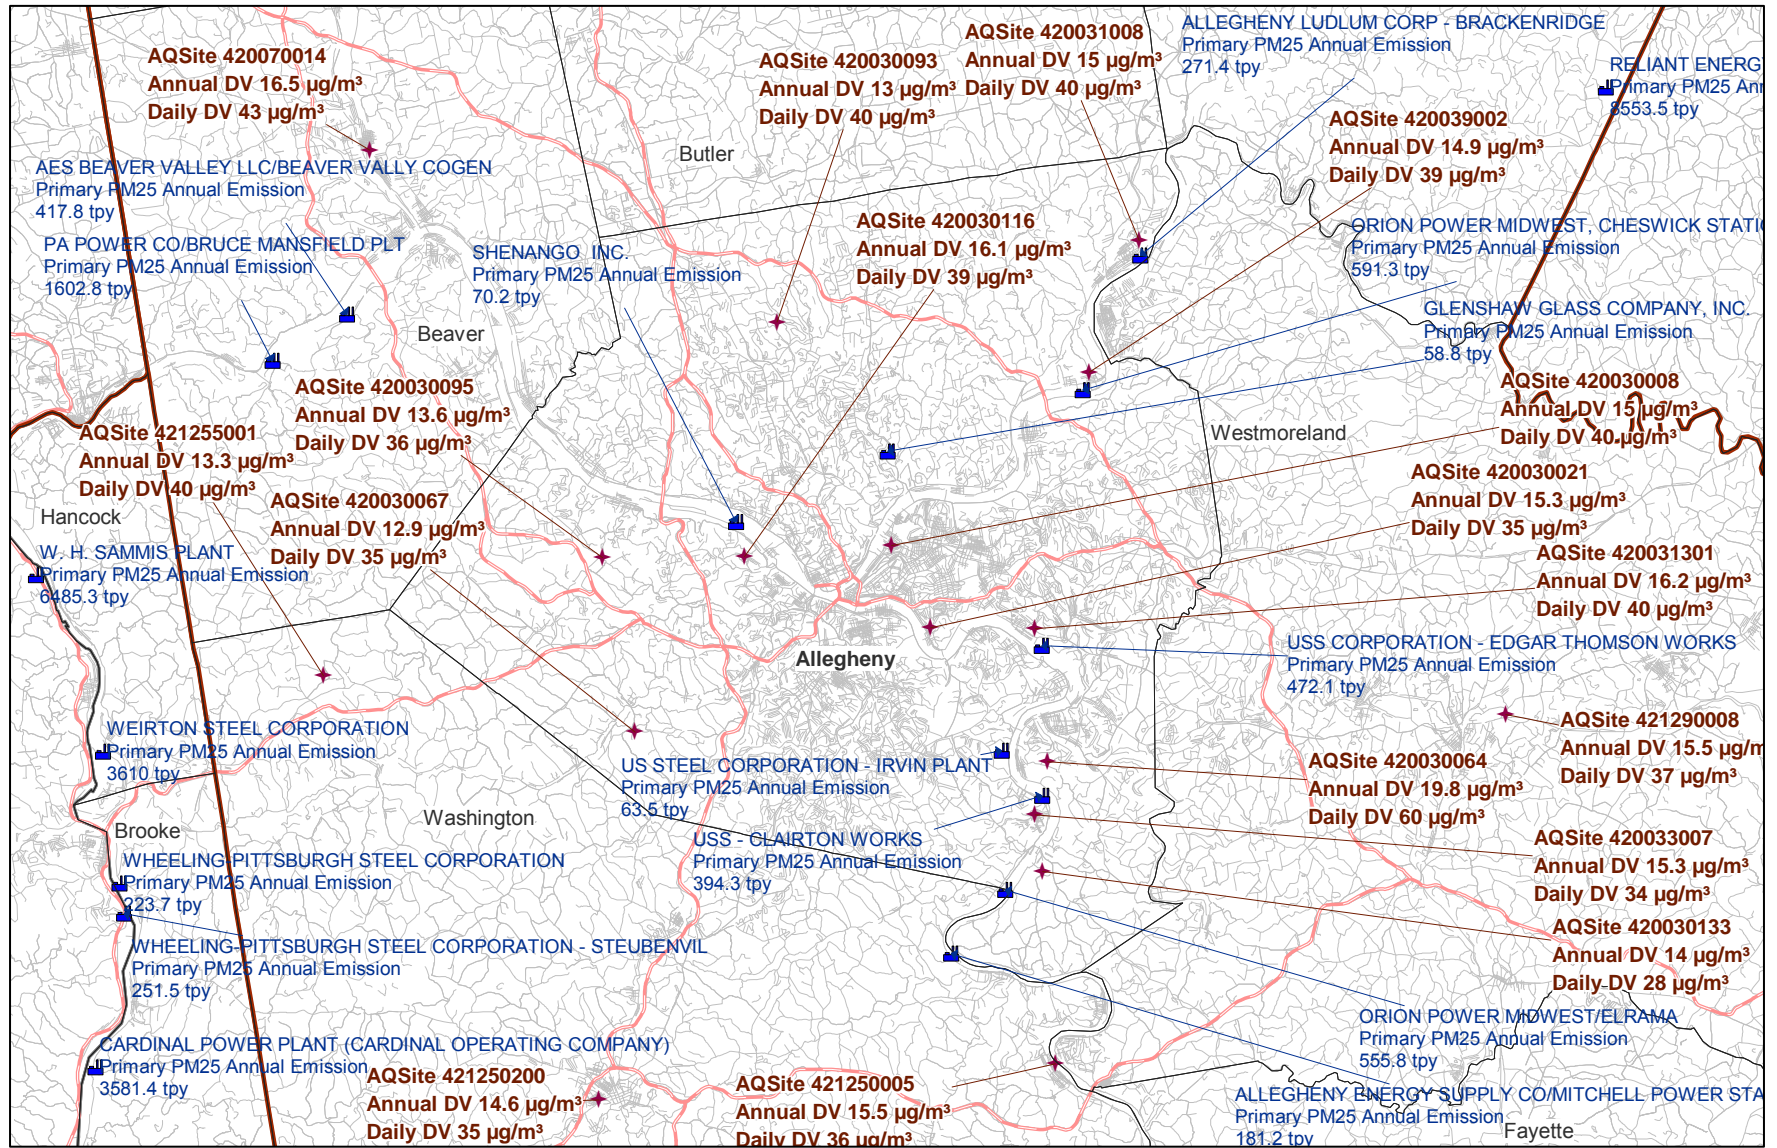 AQSite 420070014
Annual DV 16.5 µg/m³
Daily DV 43 µg/m³
AQSite 420030093
Annual DV 13 µg/m³
Daily DV 40 µg/m³
AQSite 420031008
Annual DV 15 µg/m³
Daily DV 40 µg/m³
ALLEGHENY LUDLUM CORP - BRACKENRIDGE
Primary PM25 Annual Emission
271.4 tpy
RELIANT ENERGY
Primary PM25 Ann
8553.5 tpy
AQSite 420039002
Annual DV 14.9 µg/m³
Daily DV 39 µg/m³
Butler
AES BEAVER VALLEY LLC/BEAVER VALLY COGEN
Primary PM25 Annual Emission
417.8 tpy
PA POWER CO/BRUCE MANSFIELD PLT
Primary PM25 Annual Emission
1602.8 tpy
SHENANGO INC.
Primary PM25 Annual Emission
70.2 tpy
AQSite 420030116
Annual DV 16.1 µg/m³
Daily DV 39 µg/m³
ORION POWER MIDWEST, CHESWICK STATIO
Primary PM25 Annual Emission
591.3 tpy
GLENSHAW GLASS COMPANY, INC.
Primary PM25 Annual Emission
58.8 tpy
Beaver
AQSite 420030095
Annual DV 13.6 µg/m³
Daily DV 36 µg/m³
AQSite 420030008
Annual DV 15 µg/m³
Daily DV 40 µg/m³
Westmoreland
AQSite 421255001
Annual DV 13.3 µg/m³
Daily DV 40 µg/m³
AQSite 420030021
Annual DV 15.3 µg/m³
Daily DV 35 µg/m³
Hancock
AQSite 420030067
Annual DV 12.9 µg/m³
Daily DV 35 µg/m³
W. H. SAMMIS PLANT
Primary PM25 Annual Emission
6485.3 tpy
AQSite 420031301
Annual DV 16.2 µg/m³
Daily DV 40 µg/m³
Allegheny
USS CORPORATION - EDGAR THOMSON WORKS
Primary PM25 Annual Emission
472.1 tpy
WEIRTON STEEL CORPORATION
Primary PM25 Annual Emission
3610 tpy
AQSite 421290008
Annual DV 15.5 µg/m
Daily DV 37 µg/m³
US STEEL CORPORATION - IRVIN PLANT
Primary PM25 Annual Emission
63.5 tpy
AQSite 420030064
Annual DV 19.8 µg/m³
Daily DV 60 µg/m³
Washington
Brooke
USS - CLAIRTON WORKS
Primary PM25 Annual Emission
394.3 tpy
AQSite 420033007
Annual DV 15.3 µg/m³
Daily DV 34 µg/m³
WHEELING-PITTSBURGH STEEL CORPORATION
Primary PM25 Annual Emission
223.7 tpy
AQSite 420030133
Annual DV 14 µg/m³
Daily DV 28 µg/m³
WHEELING-PITTSBURGH STEEL CORPORATION - STEUBENVIL
Primary PM25 Annual Emission
251.5 tpy
ORION POWER MIDWEST/ELRAMA
Primary PM25 Annual Emission
555.8 tpy
CARDINAL POWER PLANT (CARDINAL OPERATING COMPANY)
Primary PM25 Annual Emission
3581.4 tpy
AQSite 421250200
Annual DV 14.6 µg/m³
Daily DV 35 µg/m³
AQSite 421250005
Annual DV 15.5 µg/m³
Daily DV 36 µg/m³
ALLEGHENY ENERGY SUPPLY CO/MITCHELL POWER STA
Primary PM25 Annual Emission
181.2 tpy
Fayette